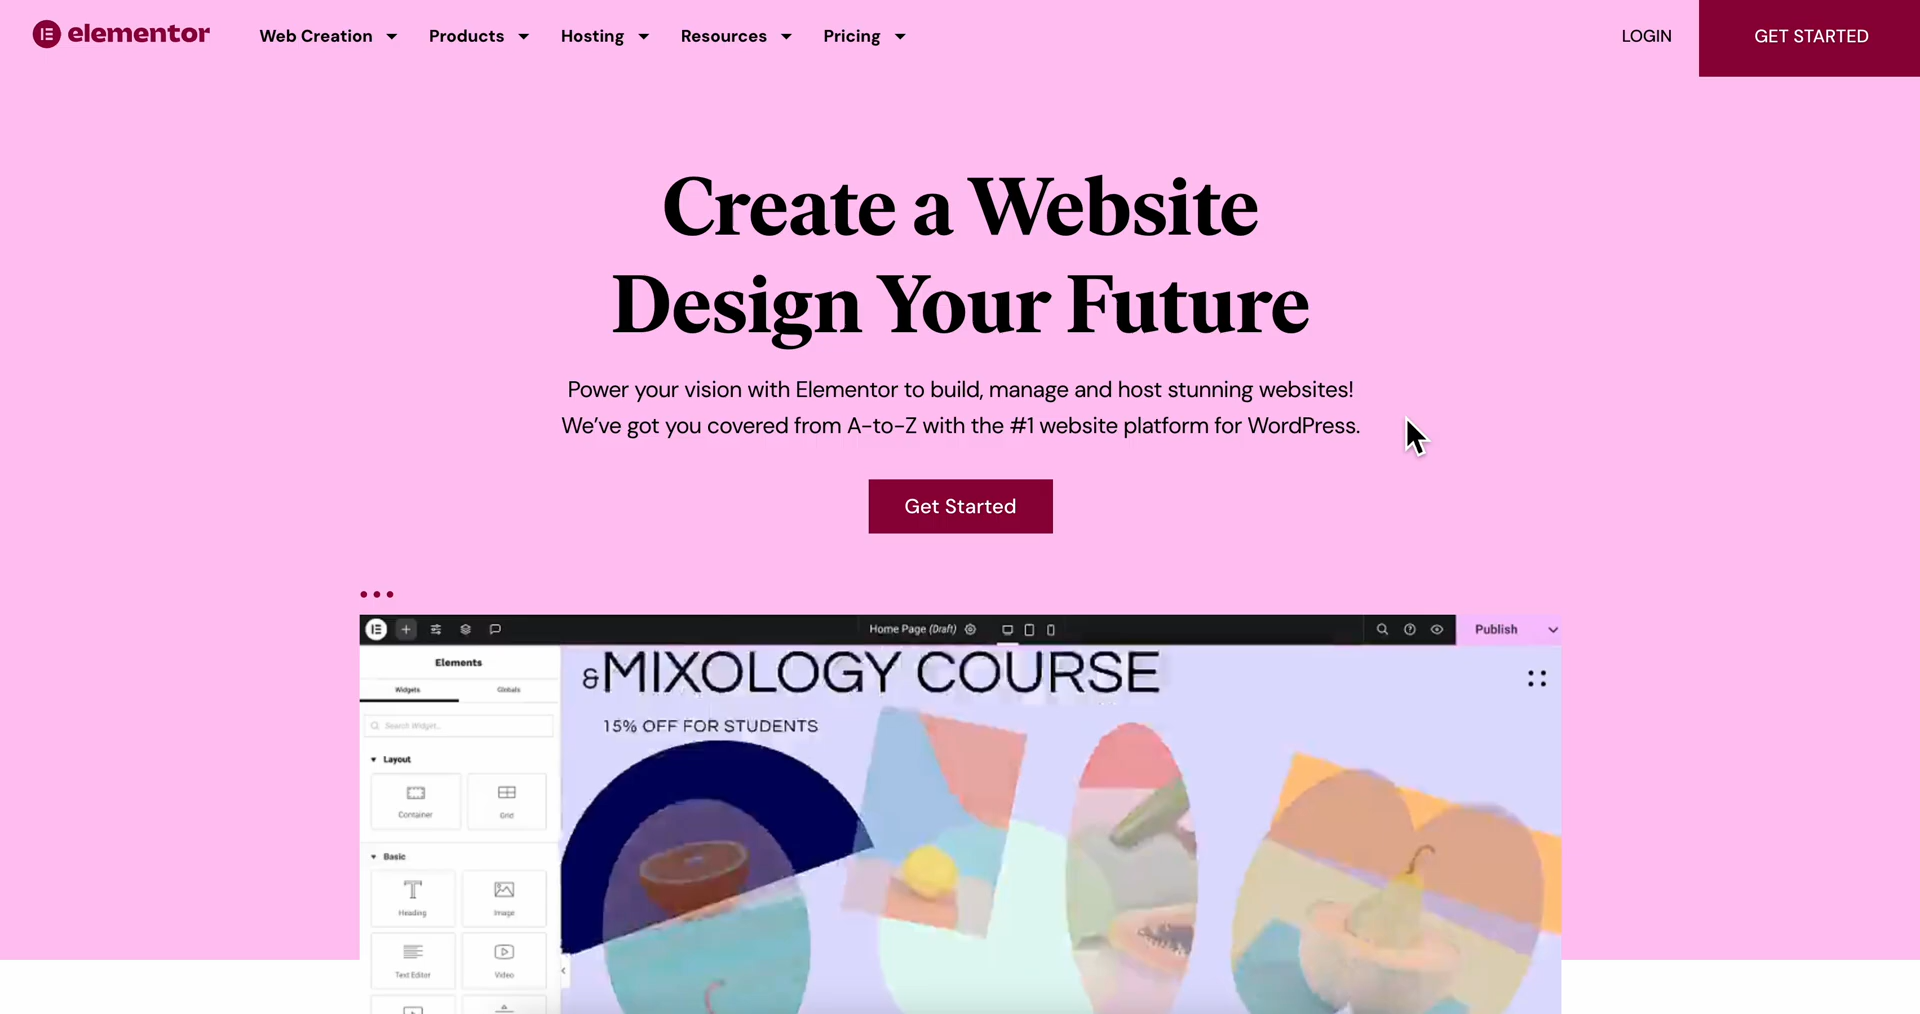 elementor
Web Creation
Products
Hosting
Resources
Pricing
LOGIN
GET STARTED
Create a Website
Design Your Future
Power your vision with Elementor to build, manage and host stunning websites!
We’ve got you covered from A-to-Z with the #1 website platform for WordPress.
Get Started
Home Page (Draft)
Publish
Elements
Widgets
Globals
Search Widget...
Layout
Container
Grid
Basic
Heading
Image
Text Editor
Video
&MIXOLOGY COURSE
15% OFF FOR STUDENTS